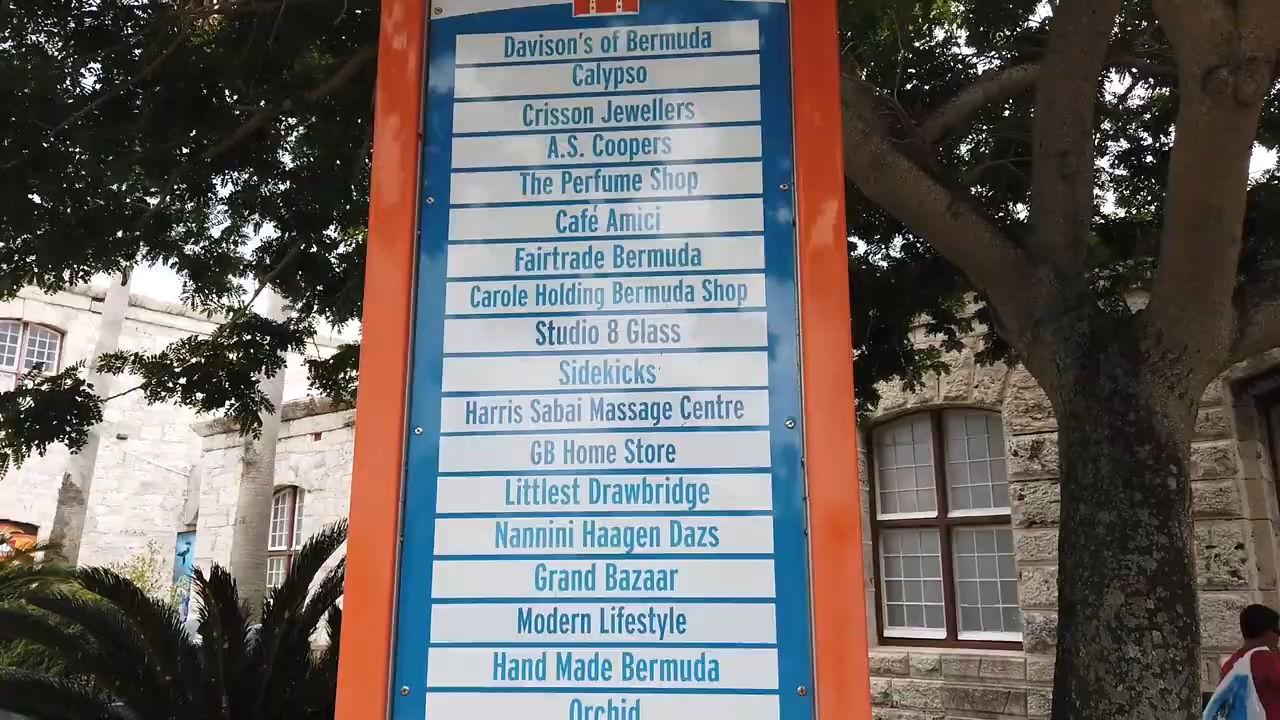 Davison's of Bermuda
Calypso
Crisson Jewellers
A.S. Coopers
The Perfume Shop
Café Amici
Fairtrade Bermuda
Carole Holding Bermuda Shop
Studio 8 Glass
Sidekicks
Harris Sabai Massage Centre
GB Home Store
Littlest Drawbridge
Nannini Haagen Dazs
Grand Bazaar
Modern Lifestyle
Hand Made Bermuda
Orchid